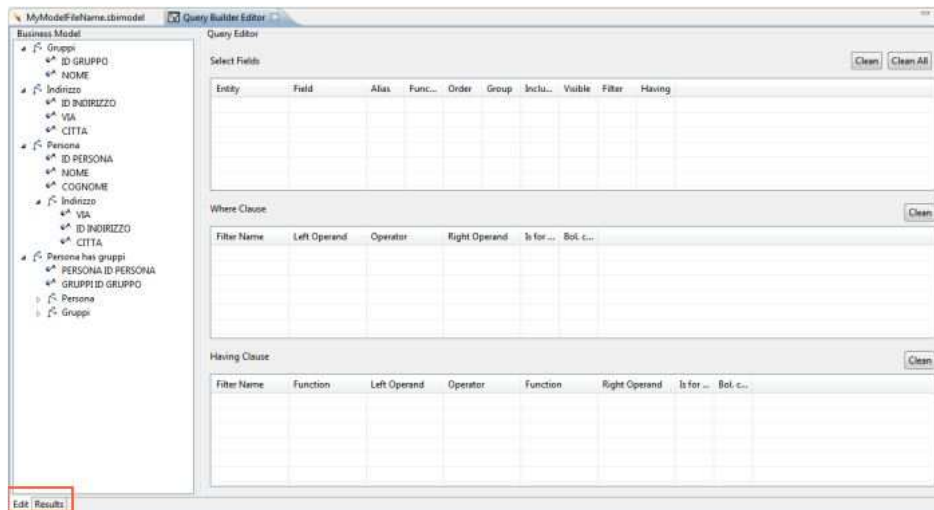 MyModelFileName.sbimodel Query Builder Editor
Business Model
Gruppi
ID GRUPPO
NOME
Indirizzo
ID INDIRIZZO
VIA
CITTA
Persona
ID PERSONA
NOME
COGNOME
Indirizzo
VIA
ID INDIRIZZO
CITTA
Persona has gruppi
PERSONA ID PERSONA
GRUPPI ID GRUPPO
Persona
Gruppi
Edit Results
Query Editor
Select Fields Clean Clean All
Entity Field Alias Func... Order Group Inclu... Visible Filter Having
Where Clause Clean
Filter Name Left Operand Operator Right Operand Is for ... Bol. c...
Having Clause Clean
Filter Name Function Left Operand Operator Function Right Operand Is for ... Bol. c...